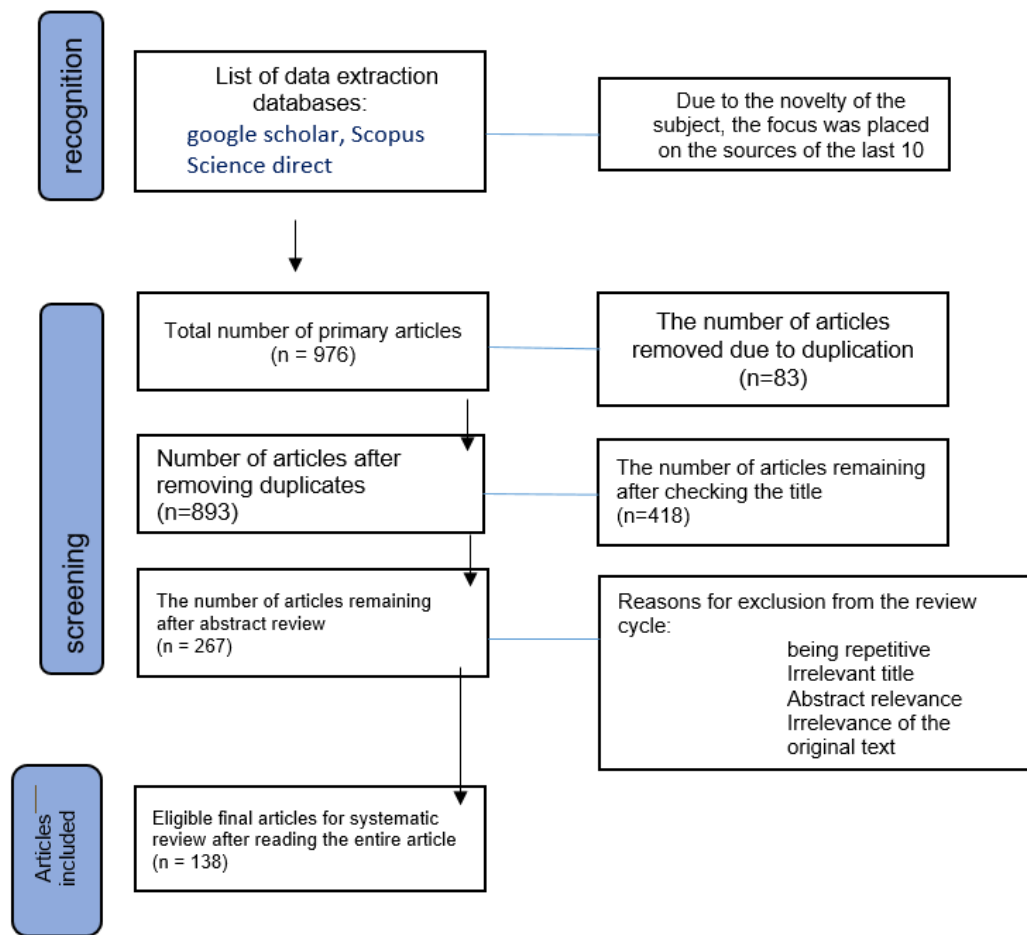 recognition
List of data extraction
databases:
google scholar, Scopus
Science direct
Due to the novelty of the
subject, the focus was placed
on the sources of the last 10
screening
Total number of primary articles
(n = 976)
The number of articles
removed due to duplication
(n=83)
Number of articles after
removing duplicates
(n=893)
The number of articles remaining
after checking the title
(n=418)
The number of articles remaining
after abstract review
(n = 267)
Reasons for exclusion from the review
cycle:
being repetitive
Irrelevant title
Abstract relevance
Irrelevance of the
original text
Articles
included
Eligible final articles for systematic
review after reading the entire article
(n = 138)